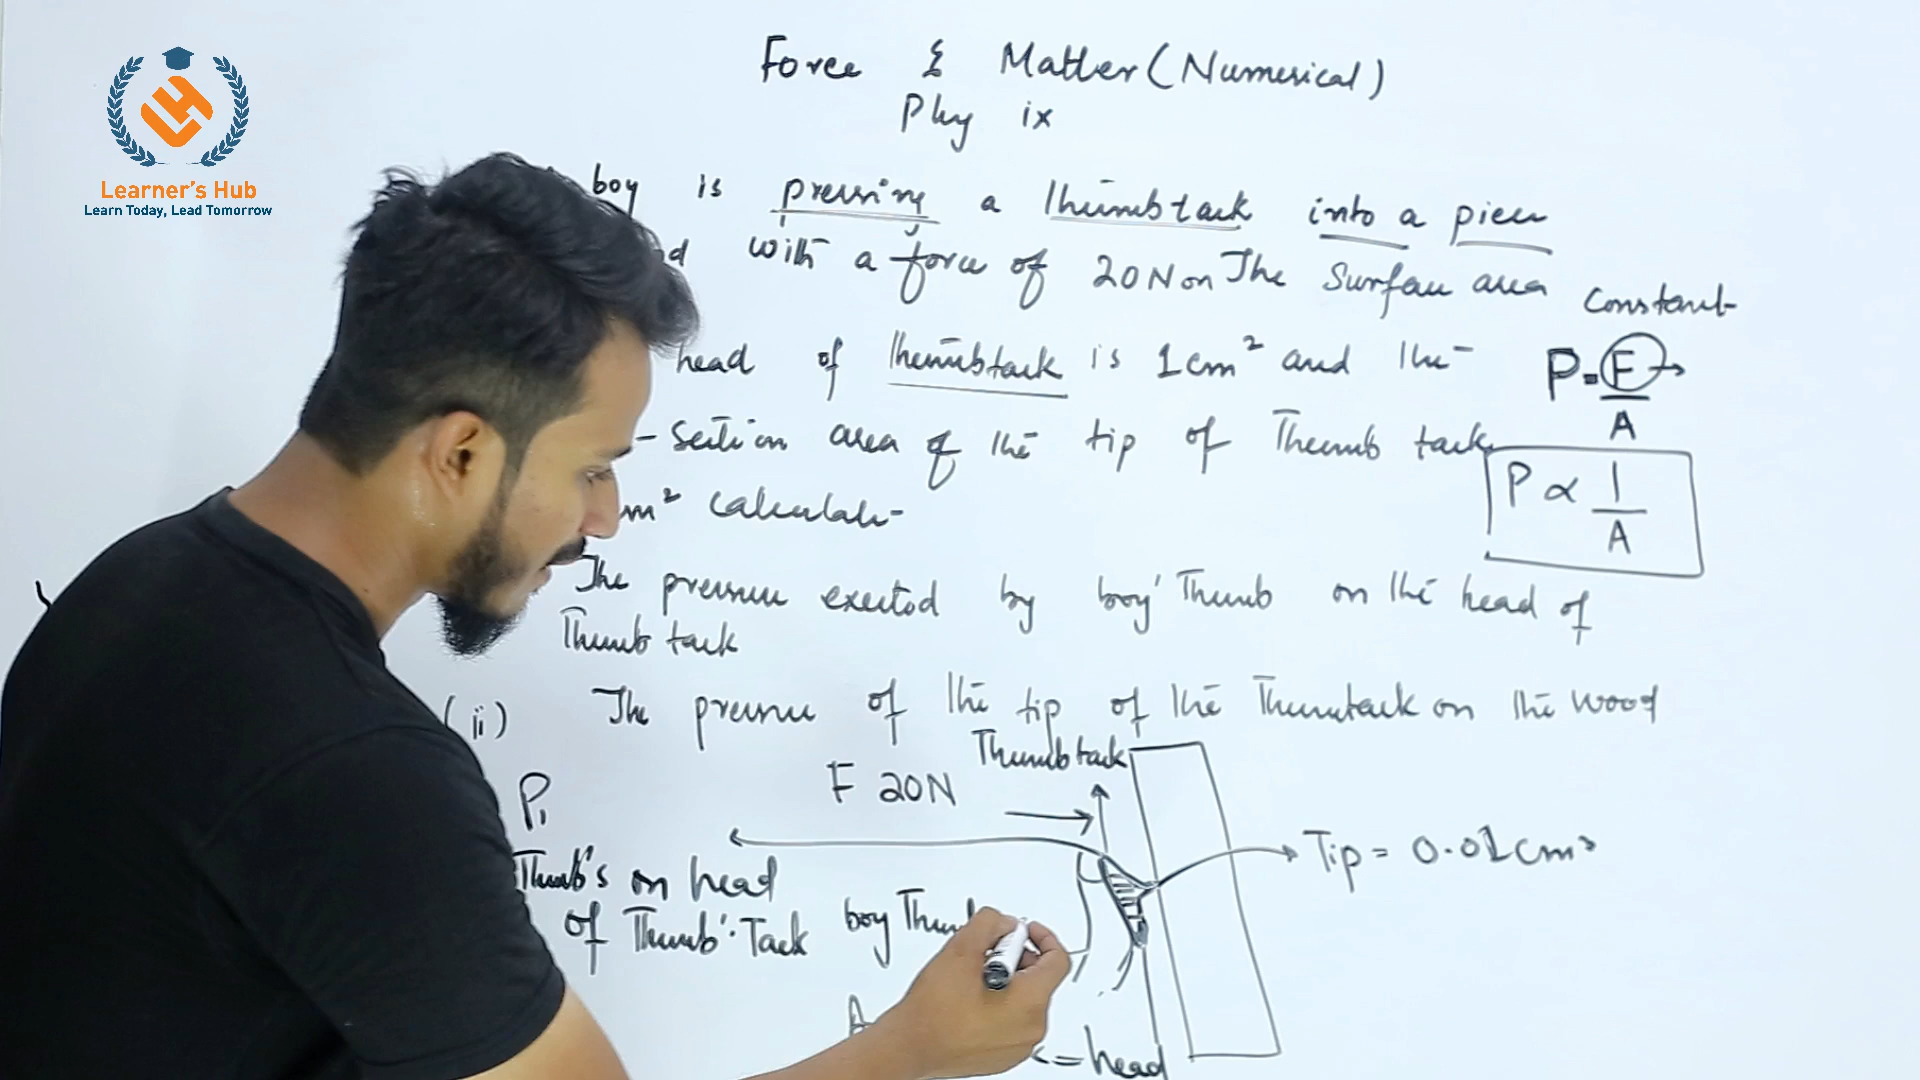 Learner's Hub
Learn Today, Lead Tomorrow
Force & Matter (Numerical)
Phy ix
boy is pressing a thumbtack into a piece
with a force of 20N on The Surface area
head of thumbtack is 1cm² and the
-Section area of the tip of Thumb tack
m² calculate
The pressure exerted by boy' Thumb on the head of
Thumb tack
(ii) The pressure of the tip of the Thumtack on the wood
constant
P = F
A
P ∝ 1
A
Thumbtack
F 20N
P₁
Thumb's on head
of Thumb'. Tack
boy
Tip = 0.01cm²
= head